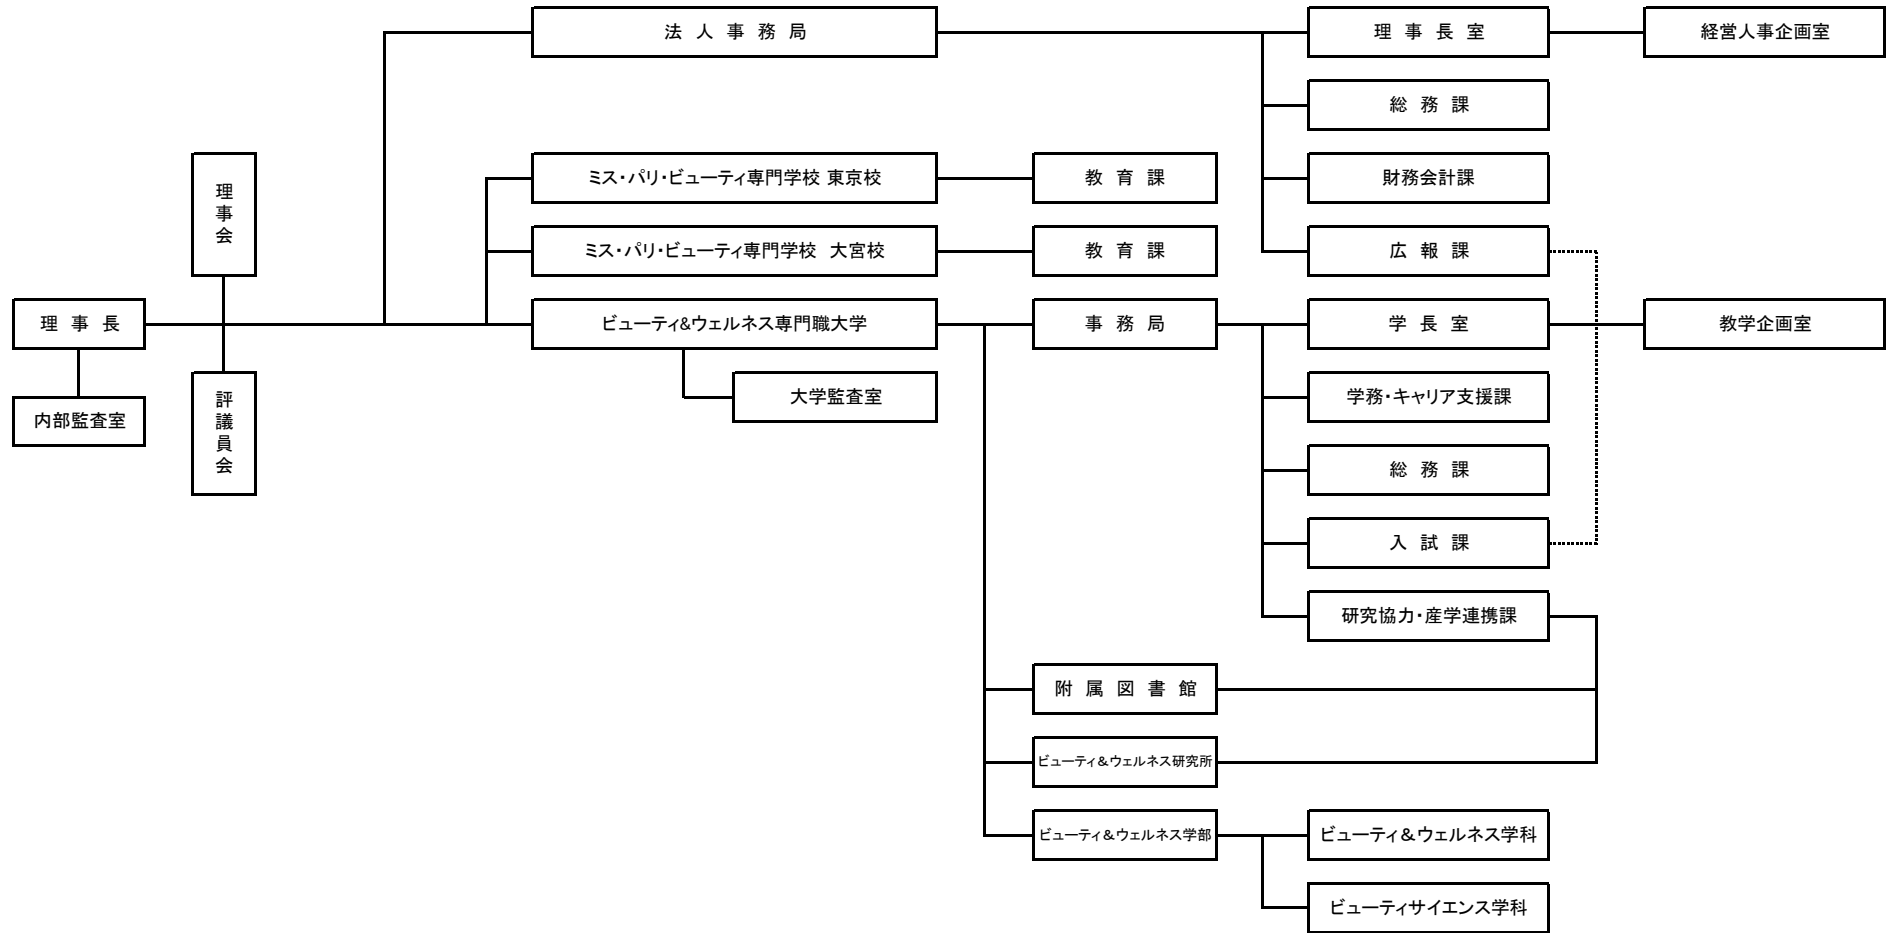 法 人 事 務 局
理 事 長 室
経営人事企画室
総 務 課
理事会
ミス・パリ・ビューティ専門学校 東京校
教 育 課
財務会計課
ミス・パリ・ビューティ専門学校 大宮校
教 育 課
広 報 課
理 事 長
ビューティ&ウェルネス専門職大学
事 務 局
学 長 室
教学企画室
内部監査室
評議員会
大学監査室
学務・キャリア支援課
総 務 課
入 試 課
研究協力・産学連携課
附 属 図 書 館
ビューティ＆ウェルネス研究所
ビューティ＆ウェルネス学部
ビューティ＆ウェルネス学科
ビューティサイエンス学科